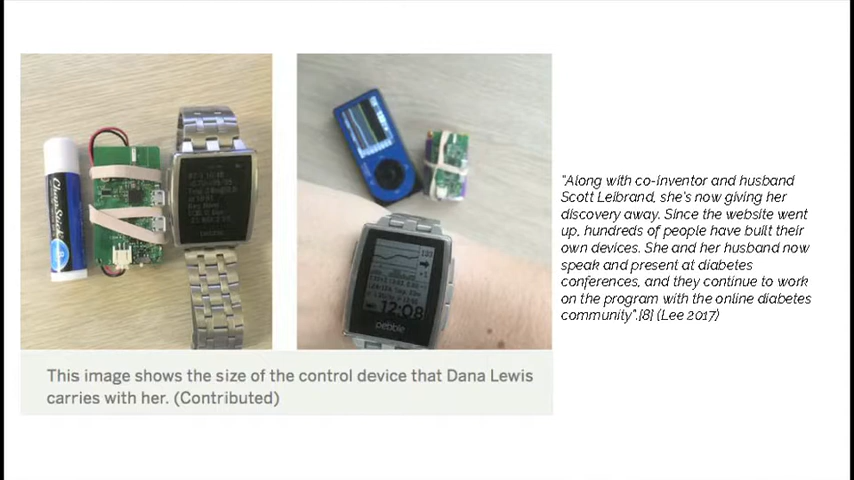 ChapStick
123
+1
12:08
pebble
"Along with co-inventor and husband
Scott Leibrand, she's now giving her
discovery away. Since the website went
up, hundreds of people have built their
own devices. She and her husband now
speak and present at diabetes
conferences, and they continue to work
on the program with the online diabetes
community".[8] (Lee 2017)
This image shows the size of the control device that Dana Lewis
carries with her. (Contributed)